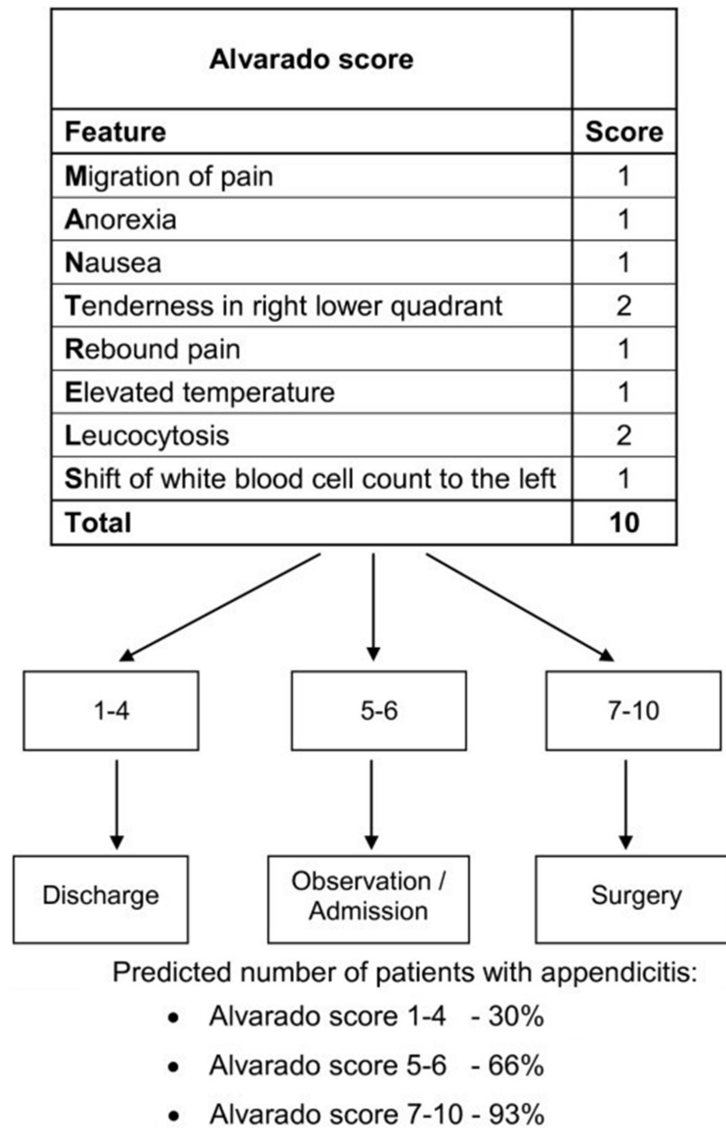 Alvarado score
Feature Score
Migration of pain 1
Anorexia 1
Nausea 1
Tenderness in right lower quadrant 2
Rebound pain 1
Elevated temperature 1
Leucocytosis 2
Shift of white blood cell count to the left 1
Total 10
1-4 5-6 7-10
Discharge
Observation /
Admission
Surgery
Predicted number of patients with appendicitis:
• Alvarado score 1-4 - 30%
• Alvarado score 5-6 - 66%
• Alvarado score 7-10 - 93%